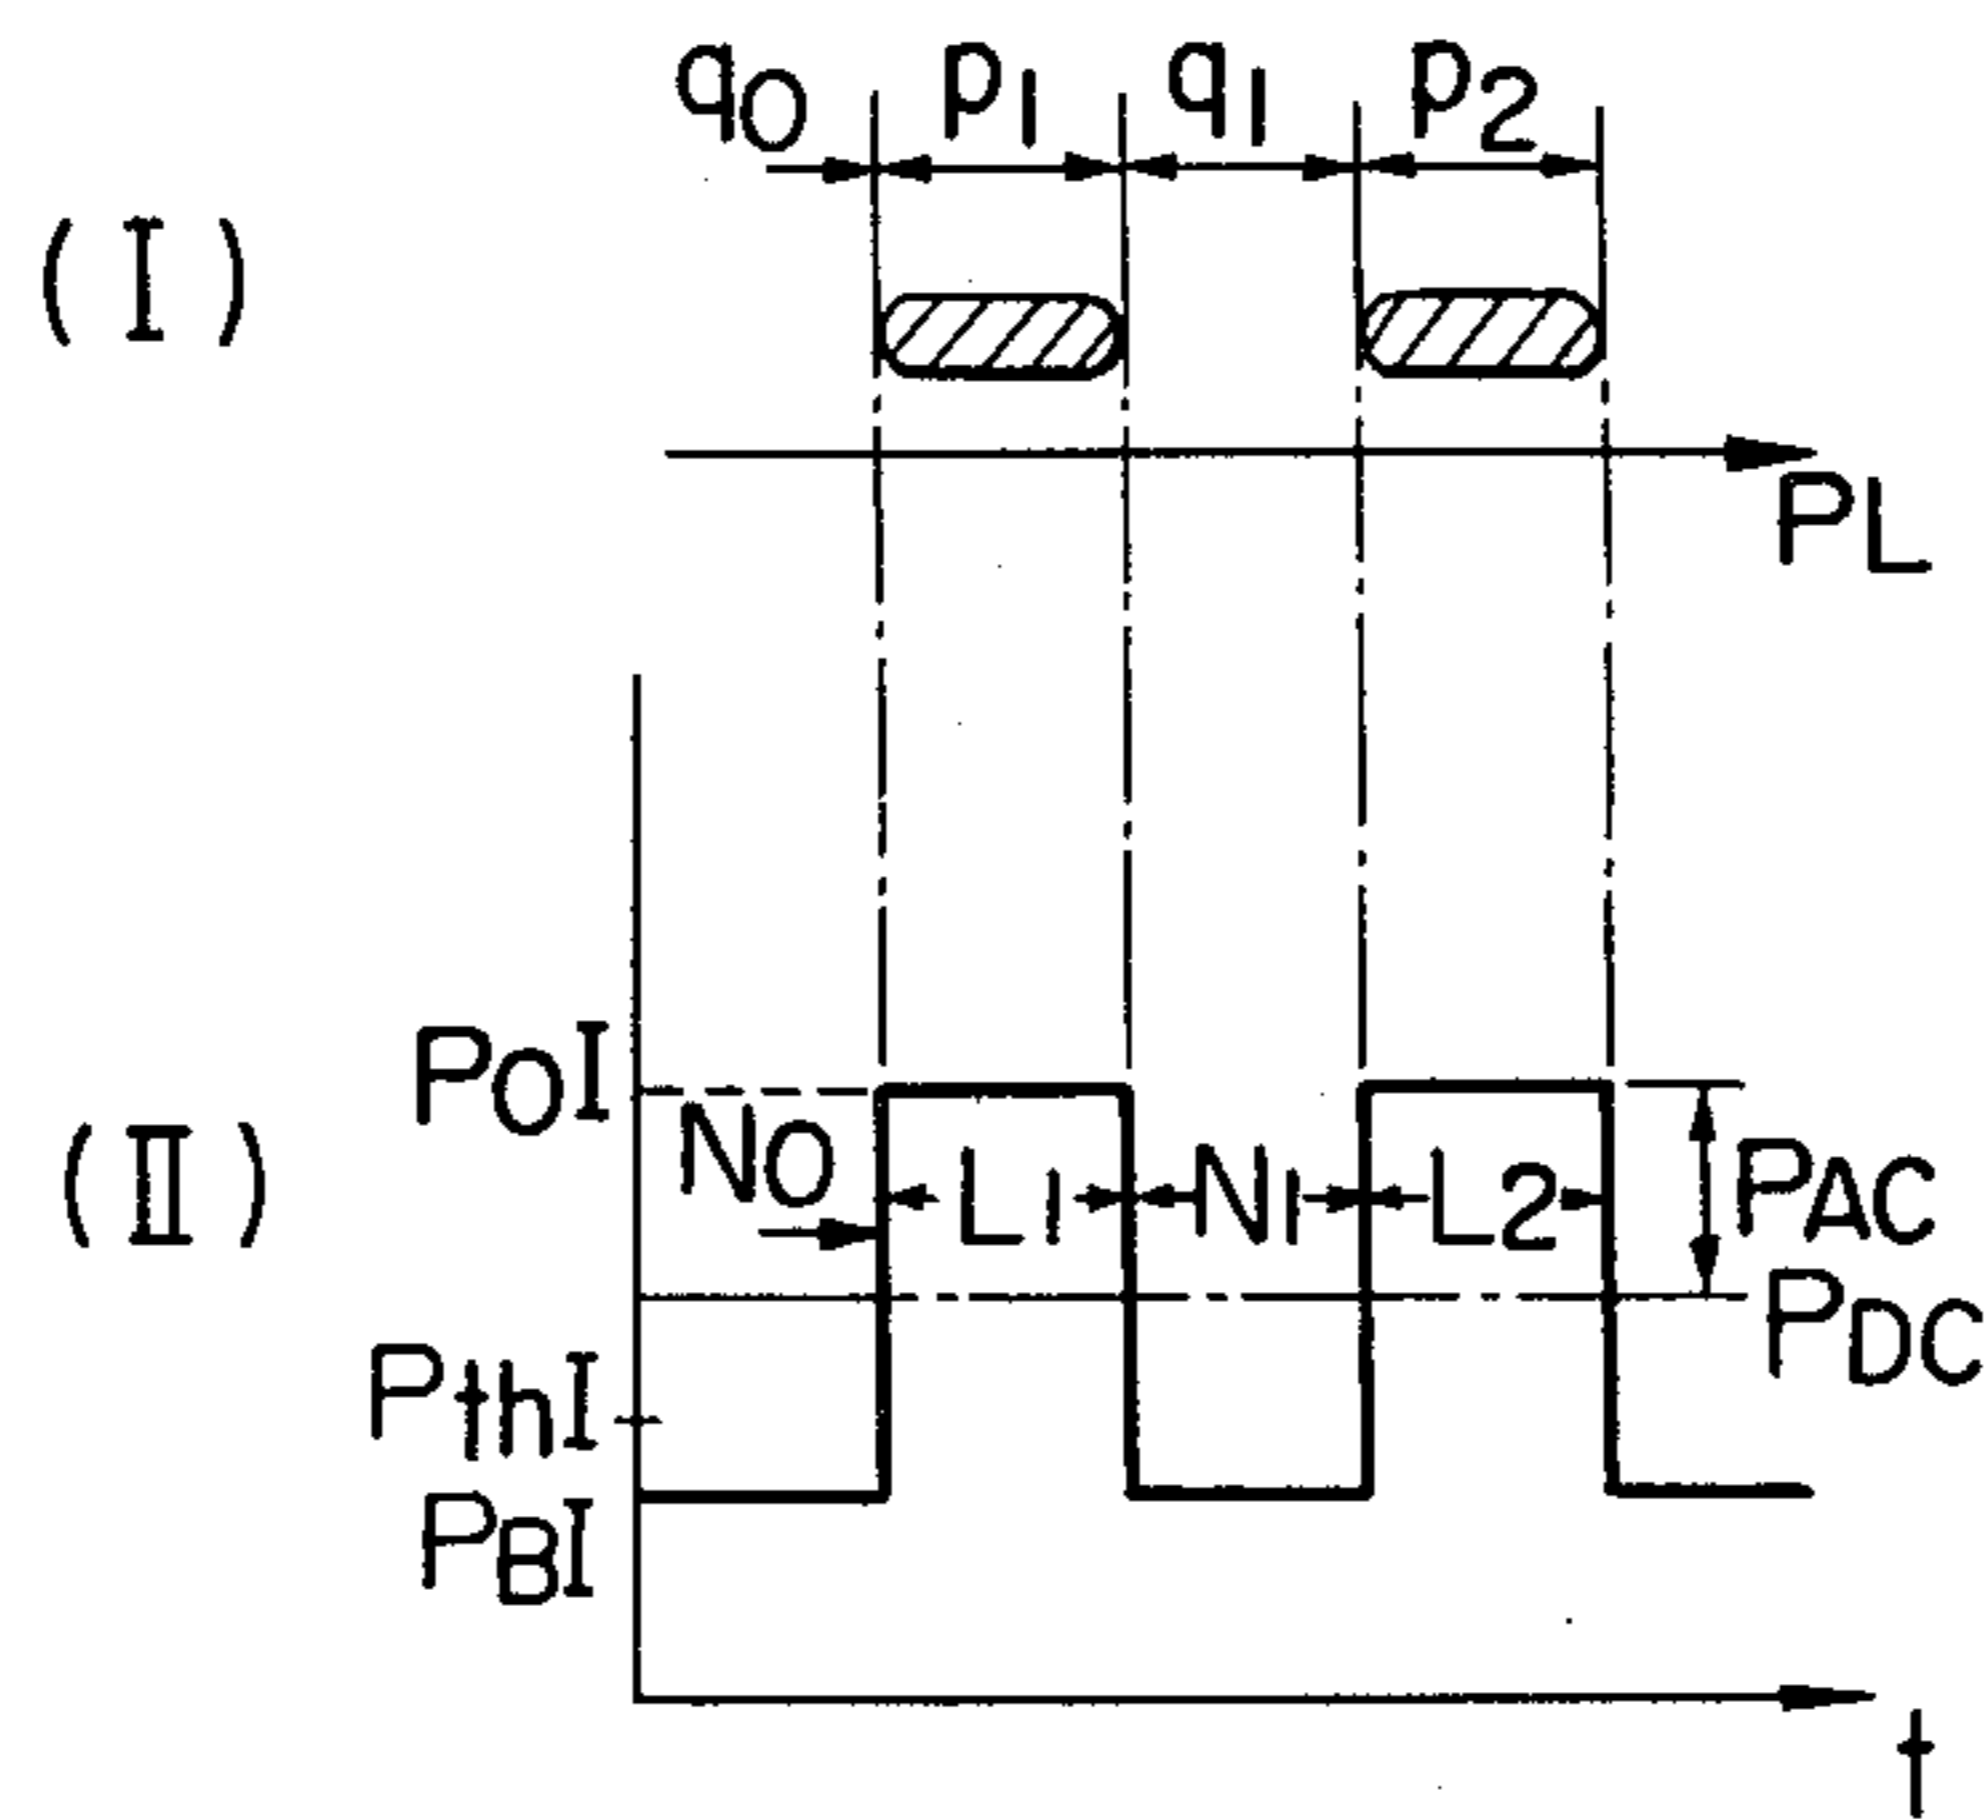 q0 p1 q1 p2
(I)
PL
P0I
N0 L1 N1 L2
(II)
PAC
PDC
PthI
PBI
t